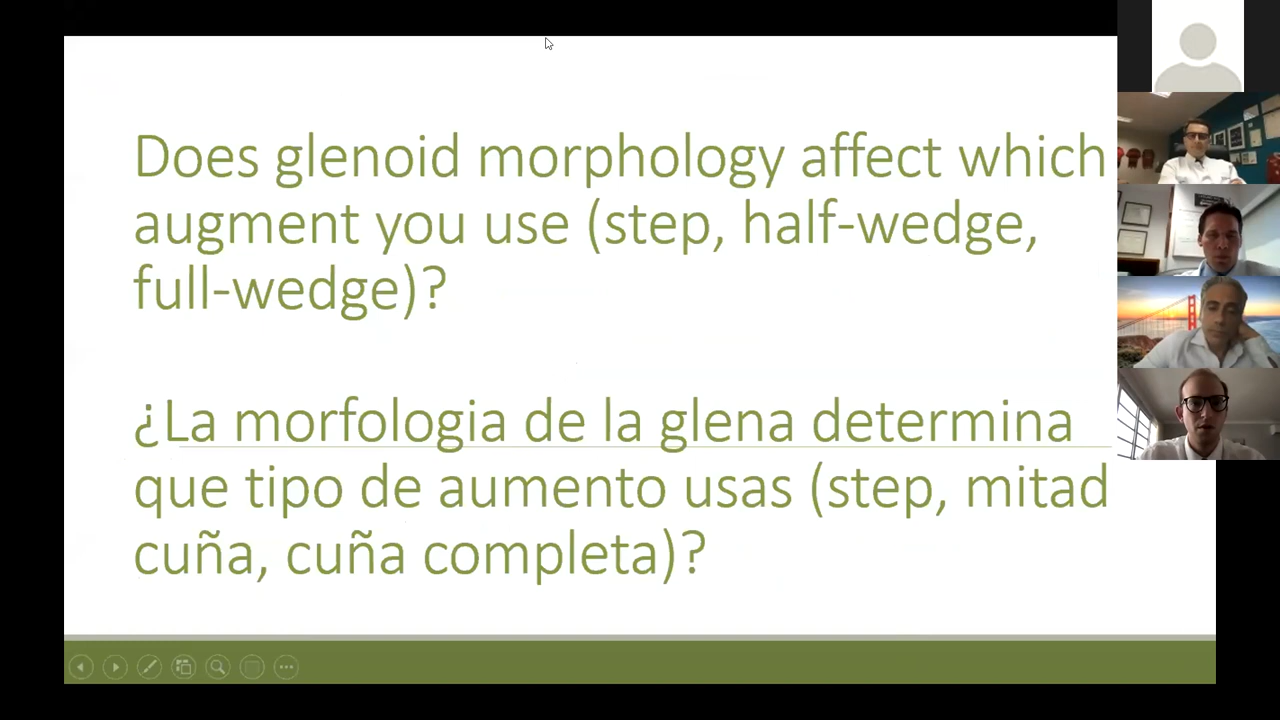 Does glenoid morphology affect which
augment you use (step, half-wedge,
full-wedge)?
¿La morfologia de la glena determina
que tipo de aumento usas (step, mitad
cuña, cuña completa)?